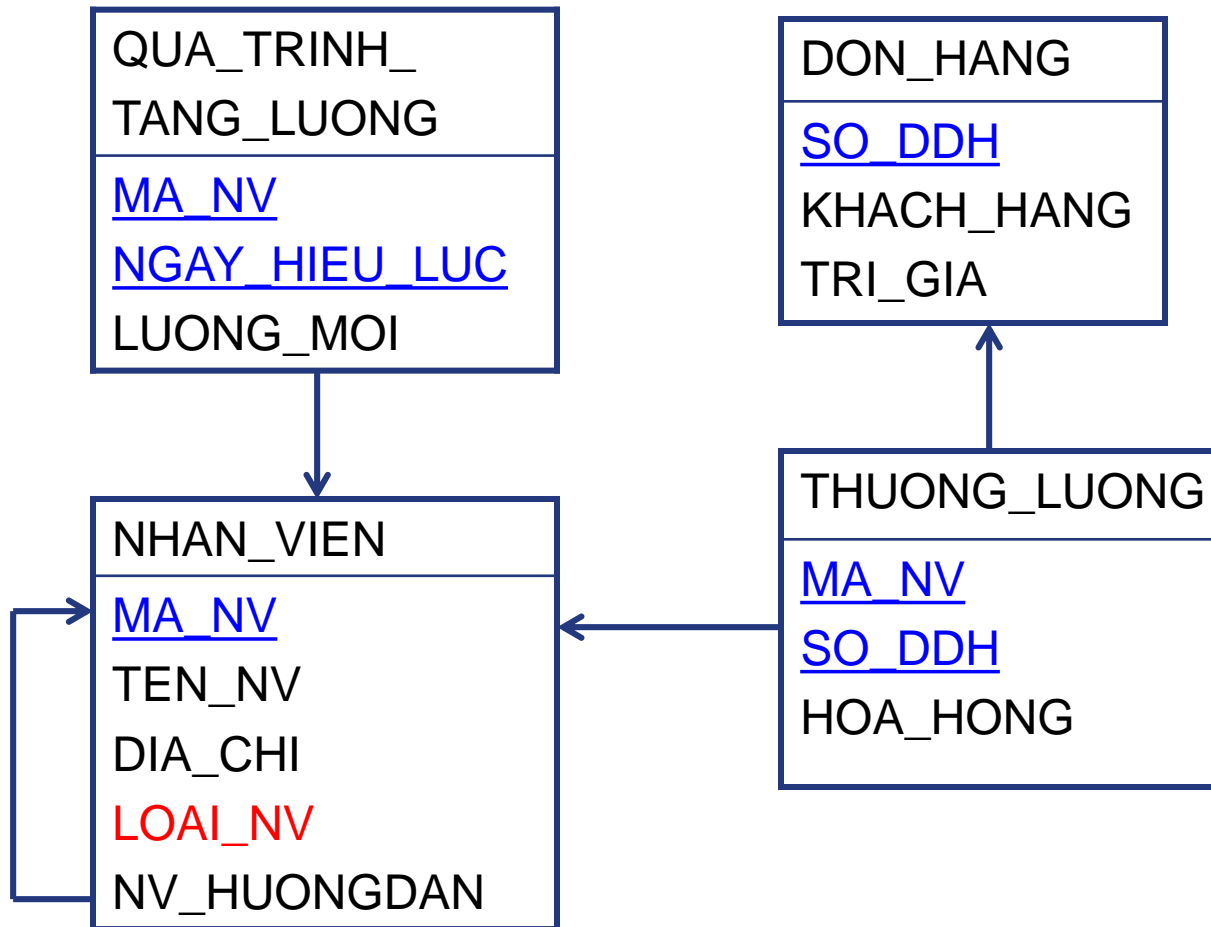 QUA_TRINH_
TANG_LUONG
MA_NV
NGAY_HIEU_LUC
LUONG_MOI
DON_HANG
SO_DDH
KHACH_HANG
TRI_GIA
NHAN_VIEN
MA_NV
TEN_NV
DIA_CHI
LOAI_NV
NV_HUONGDAN
THUONG_LUONG
MA_NV
SO_DDH
HOA_HONG